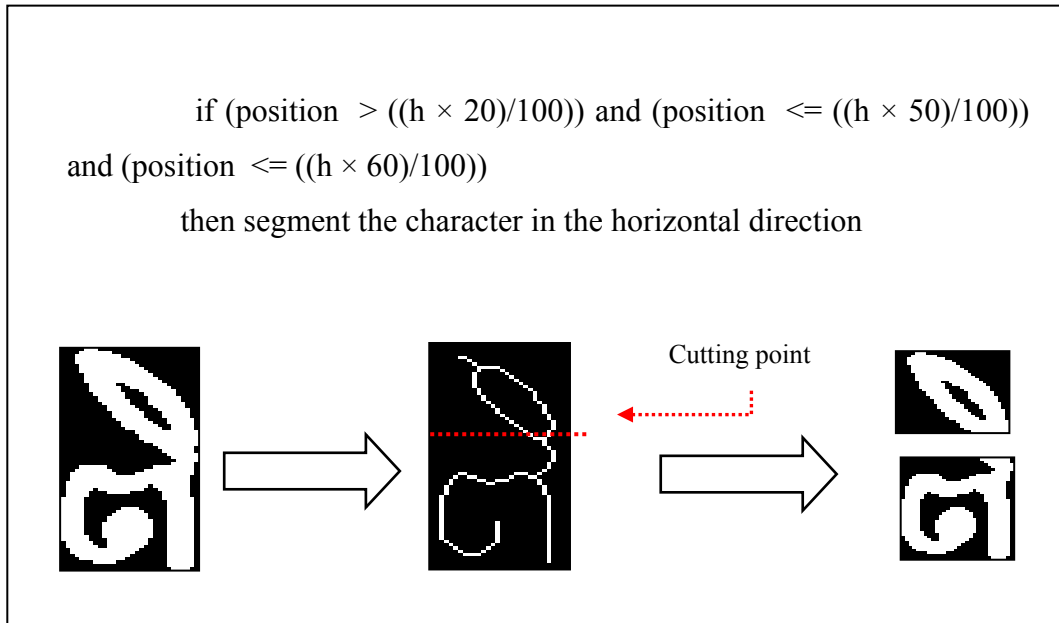 if (position > ((h × 20)/100)) and (position <= ((h × 50)/100))
and (position <= ((h × 60)/100))
then segment the character in the horizontal direction
Cutting point